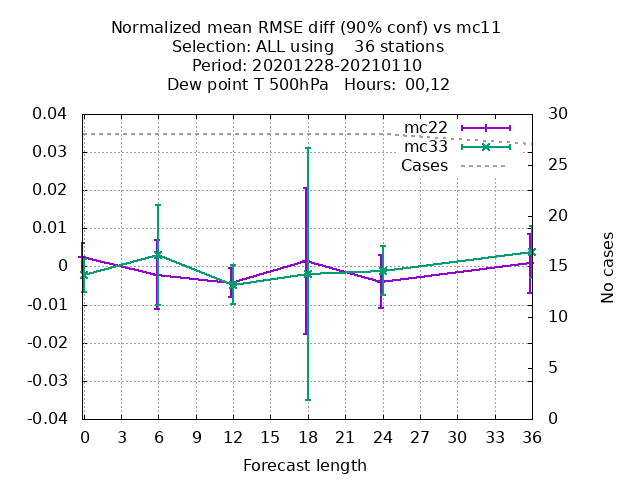 Normalized mean RMSE diff (90% conf) vs mc11
Selection: ALL using    36 stations
Period: 20201228-20210110
Dew point T 500hPa   Hours:  00,12
0.04
0.03
0.02
0.01
0
-0.01
-0.02
-0.03
-0.04
mc22
mc33
Cases
30
25
20
15
10
5
0
No cases
0 3 6 9 12 15 18 21 24 27 30 33 36
Forecast length